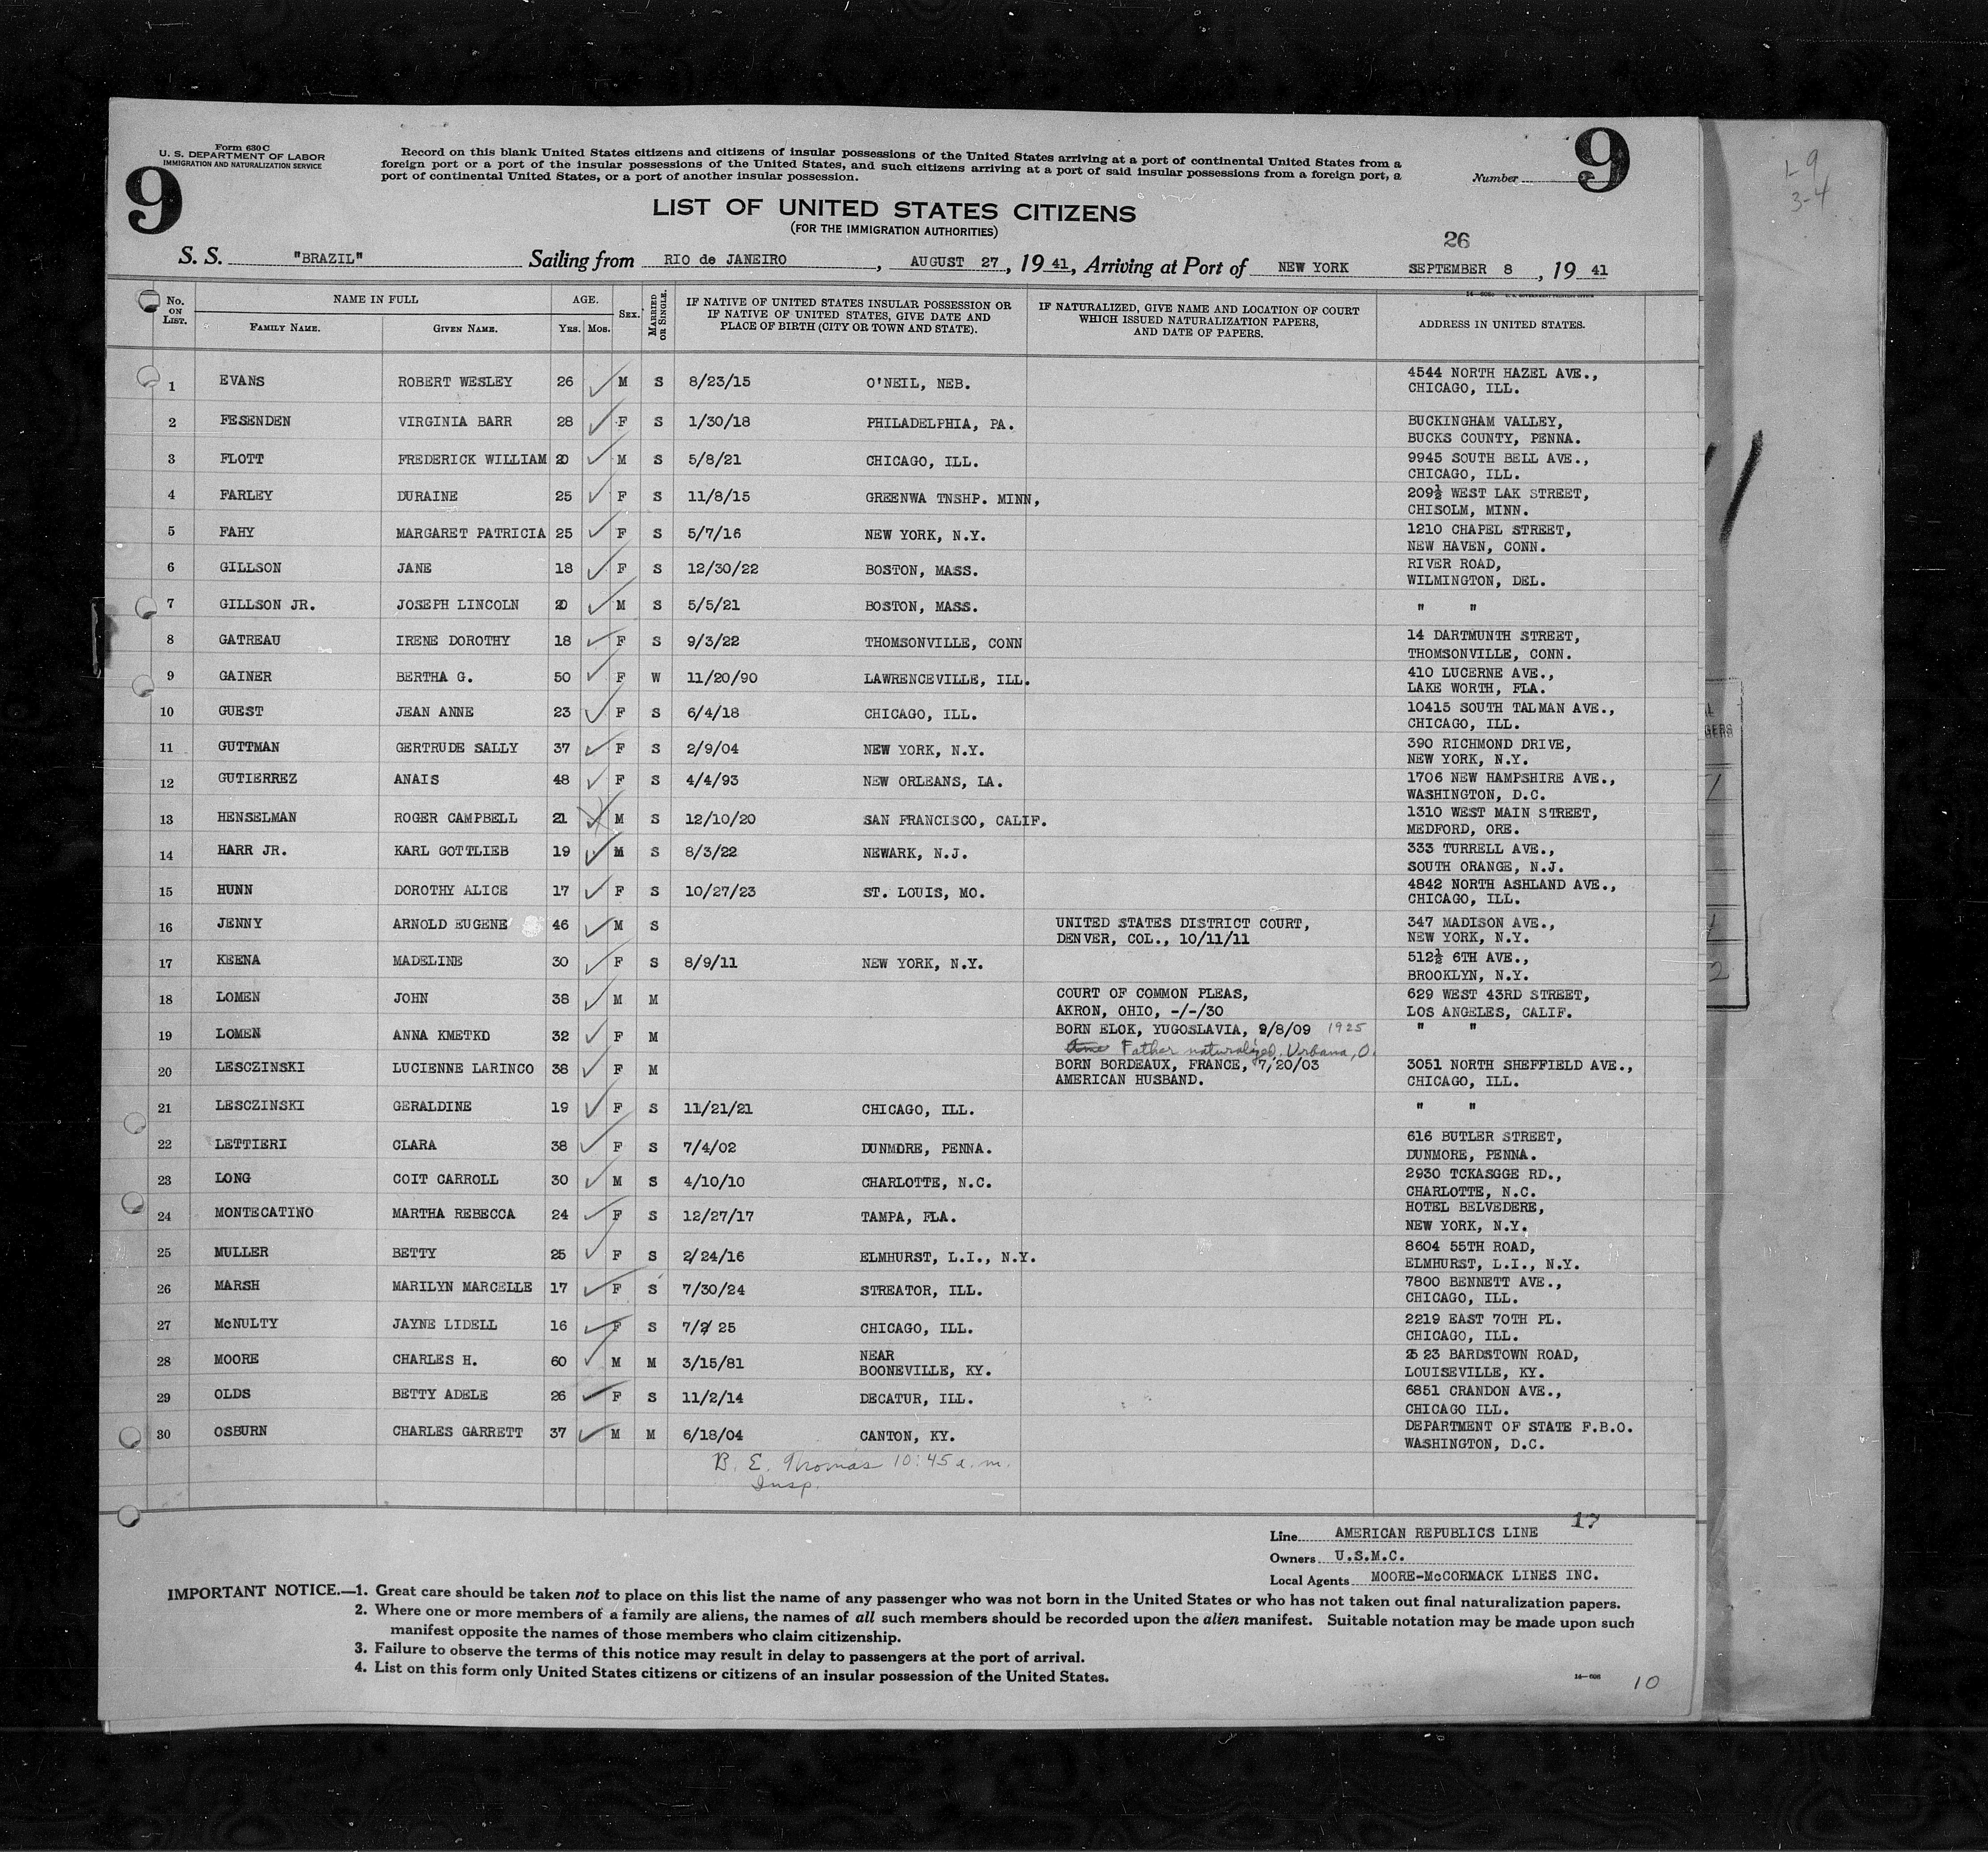 Form 630 C
U. S. DEPARTMENT OF LABOR
IMMIGRATION AND NATURALIZATION SERVICE
9
Record on this blank United States citizens and citizens of insular possessions of the United States arriving at a port of continental United States from a
foreign port or a port of the insular possessions of the United States, and such citizens arriving at a port of said insular possessions from a foreign port, a
port of continental United States, or a port of another insular possession.
Number 9
1-9
3-4
LIST OF UNITED STATES CITIZENS
(FOR THE IMMIGRATION AUTHORITIES)
26
S. S. "BRAZIL" Sailing from RIO de JANEIRO, AUGUST 27, 19 41, Arriving at Port of NEW YORK SEPTEMBER 8, 19 41
No. ON LIST. NAME IN FULL FAMILY NAME. GIVEN NAME. AGE. Yrs. Mos. SEX. MARRIED OR SINGLE. IF NATIVE OF UNITED STATES INSULAR POSSESSION OR IF NATIVE OF UNITED STATES, GIVE DATE AND PLACE OF BIRTH (CITY OR TOWN AND STATE). IF NATURALIZED, GIVE NAME AND LOCATION OF COURT WHICH ISSUED NATURALIZATION PAPERS, AND DATE OF PAPERS. ADDRESS IN UNITED STATES.
1 EVANS ROBERT WESLEY 26 M S 8/23/15 O'NEIL, NEB. 4544 NORTH HAZEL AVE.,
CHICAGO, ILL.
2 FESENDEN VIRGINIA BARR 28 F S 1/30/18 PHILADELPHIA, PA. BUCKINGHAM VALLEY,
BUCKS COUNTY, PENNA.
3 FLOTT FREDERICK WILLIAM 20 M S 5/8/21 CHICAGO, ILL. 9945 SOUTH BELL AVE.,
CHICAGO, ILL.
4 FARLEY DURAINE 25 F S 11/8/15 GREENWA TNSHP. MINN, 209½ WEST LAK STREET,
CHISOLM, MINN.
5 FAHY MARGARET PATRICIA 25 F S 5/7/16 NEW YORK, N.Y. 1210 CHAPEL STREET,
NEW HAVEN, CONN.
6 GILLSON JANE 18 F S 12/30/22 BOSTON, MASS. RIVER ROAD,
WILMINGTON, DEL.
7 GILLSON JR. JOSEPH LINCOLN 20 M S 5/5/21 BOSTON, MASS. " "
8 GATREAU IRENE DOROTHY 18 F S 9/3/22 THOMSONVILLE, CONN 14 DARTMUNTH STREET,
THOMSONVILLE, CONN.
9 GAINER BERTHA G. 50 F W 11/20/90 LAWRENCEVILLE, ILL. 410 LUCERNE AVE.,
LAKE WORTH, FLA.
10 GUEST JEAN ANNE 23 F S 6/4/18 CHICAGO, ILL. 10415 SOUTH TALMAN AVE.,
CHICAGO, ILL.
11 GUTTMAN GERTRUDE SALLY 37 F S 2/9/04 NEW YORK, N.Y. 390 RICHMOND DRIVE,
NEW YORK, N.Y.
12 GUTIERREZ ANAIS 48 F S 4/4/93 NEW ORLEANS, LA. 1706 NEW HAMPSHIRE AVE.,
WASHINGTON, D.C.
13 HENSELMAN ROGER CAMPBELL 21 M S 12/10/20 SAN FRANCISCO, CALIF. 1310 WEST MAIN STREET,
MEDFORD, ORE.
14 HARR JR. KARL GOTTLIEB 19 M S 8/3/22 NEWARK, N.J. 333 TURRELL AVE.,
SOUTH ORANGE, N.J.
15 HUNN DOROTHY ALICE 17 F S 10/27/23 ST. LOUIS, MO. 4842 NORTH ASHLAND AVE.,
CHICAGO, ILL.
16 JENNY ARNOLD EUGENE 46 M S UNITED STATES DISTRICT COURT, 347 MADISON AVE.,
DENVER, COL., 10/11/11 NEW YORK, N.Y.
17 KEENA MADELINE 30 F S 8/9/11 NEW YORK, N.Y. 512½ 6TH AVE.,
BROOKLYN, N.Y.
18 LOMEN JOHN 38 M M COURT OF COMMON PLEAS, 629 WEST 43RD STREET,
AKRON, OHIO, -/-/30 LOS ANGELES, CALIF.
19 LOMEN ANNA KMETKO 32 F M BORN ELOK, YUGOSLAVIA, 9/8/09 1925 " "
Father naturalized. Urbana, O.
20 LESCZINSKI LUCIENNE LARINCO 38 F M BORN BORDEAUX, FRANCE, 7/20/03 3051 NORTH SHEFFIELD AVE.,
AMERICAN HUSBAND. CHICAGO, ILL.
21 LESCZINSKI GERALDINE 19 F S 11/21/21 CHICAGO, ILL. " "
22 LETTIERI CLARA 38 F S 7/4/02 DUNMORE, PENNA. 616 BUTLER STREET,
DUNMORE, PENNA.
23 LONG COIT CARROLL 30 M S 4/10/10 CHARLOTTE, N.C. 2930 TCKASGGE RD.,
CHARLOTTE, N.C.
24 MONTECATINO MARTHA REBECCA 24 F S 12/27/17 TAMPA, FLA. HOTEL BELVEDERE,
NEW YORK, N.Y.
25 MULLER BETTY 25 F S 2/24/16 ELMHURST, L.I., N.Y. 8604 55TH ROAD,
ELMHURST, L.I., N.Y.
26 MARSH MARILYN MARCELLE 17 F S 7/30/24 STREATOR, ILL. 7800 BENNETT AVE.,
CHICAGO, ILL.
27 McNULTY JAYNE LIDELL 16 F S 7/2/ 25 CHICAGO, ILL. 2219 EAST 70TH PL.
CHICAGO, ILL.
28 MOORE CHARLES H. 60 M M 3/15/81 NEAR 23 BARDSTOWN ROAD,
BOONEVILLE, KY. LOUISEVILLE, KY.
29 OLDS BETTY ADELE 26 F S 11/2/14 DECATUR, ILL. 6851 CRANDON AVE.,
CHICAGO ILL.
30 OSBURN CHARLES GARRETT 37 M M 6/18/04 CANTON, KY. DEPARTMENT OF STATE F.B.O.
WASHINGTON, D.C.
B. E. Thomas 10:45 a.m.
Insp.
17
Line AMERICAN REPUBLICS LINE
Owners U.S.M.C.
Local Agents MOORE-McCORMACK LINES INC.
IMPORTANT NOTICE.—1. Great care should be taken not to place on this list the name of any passenger who was not born in the United States or who has not taken out final naturalization papers.
2. Where one or more members of a family are aliens, the names of all such members should be recorded upon the alien manifest. Suitable notation may be made upon such
manifest opposite the names of those members who claim citizenship.
3. Failure to observe the terms of this notice may result in delay to passengers at the port of arrival.
4. List on this form only United States citizens or citizens of an insular possession of the United States.
10